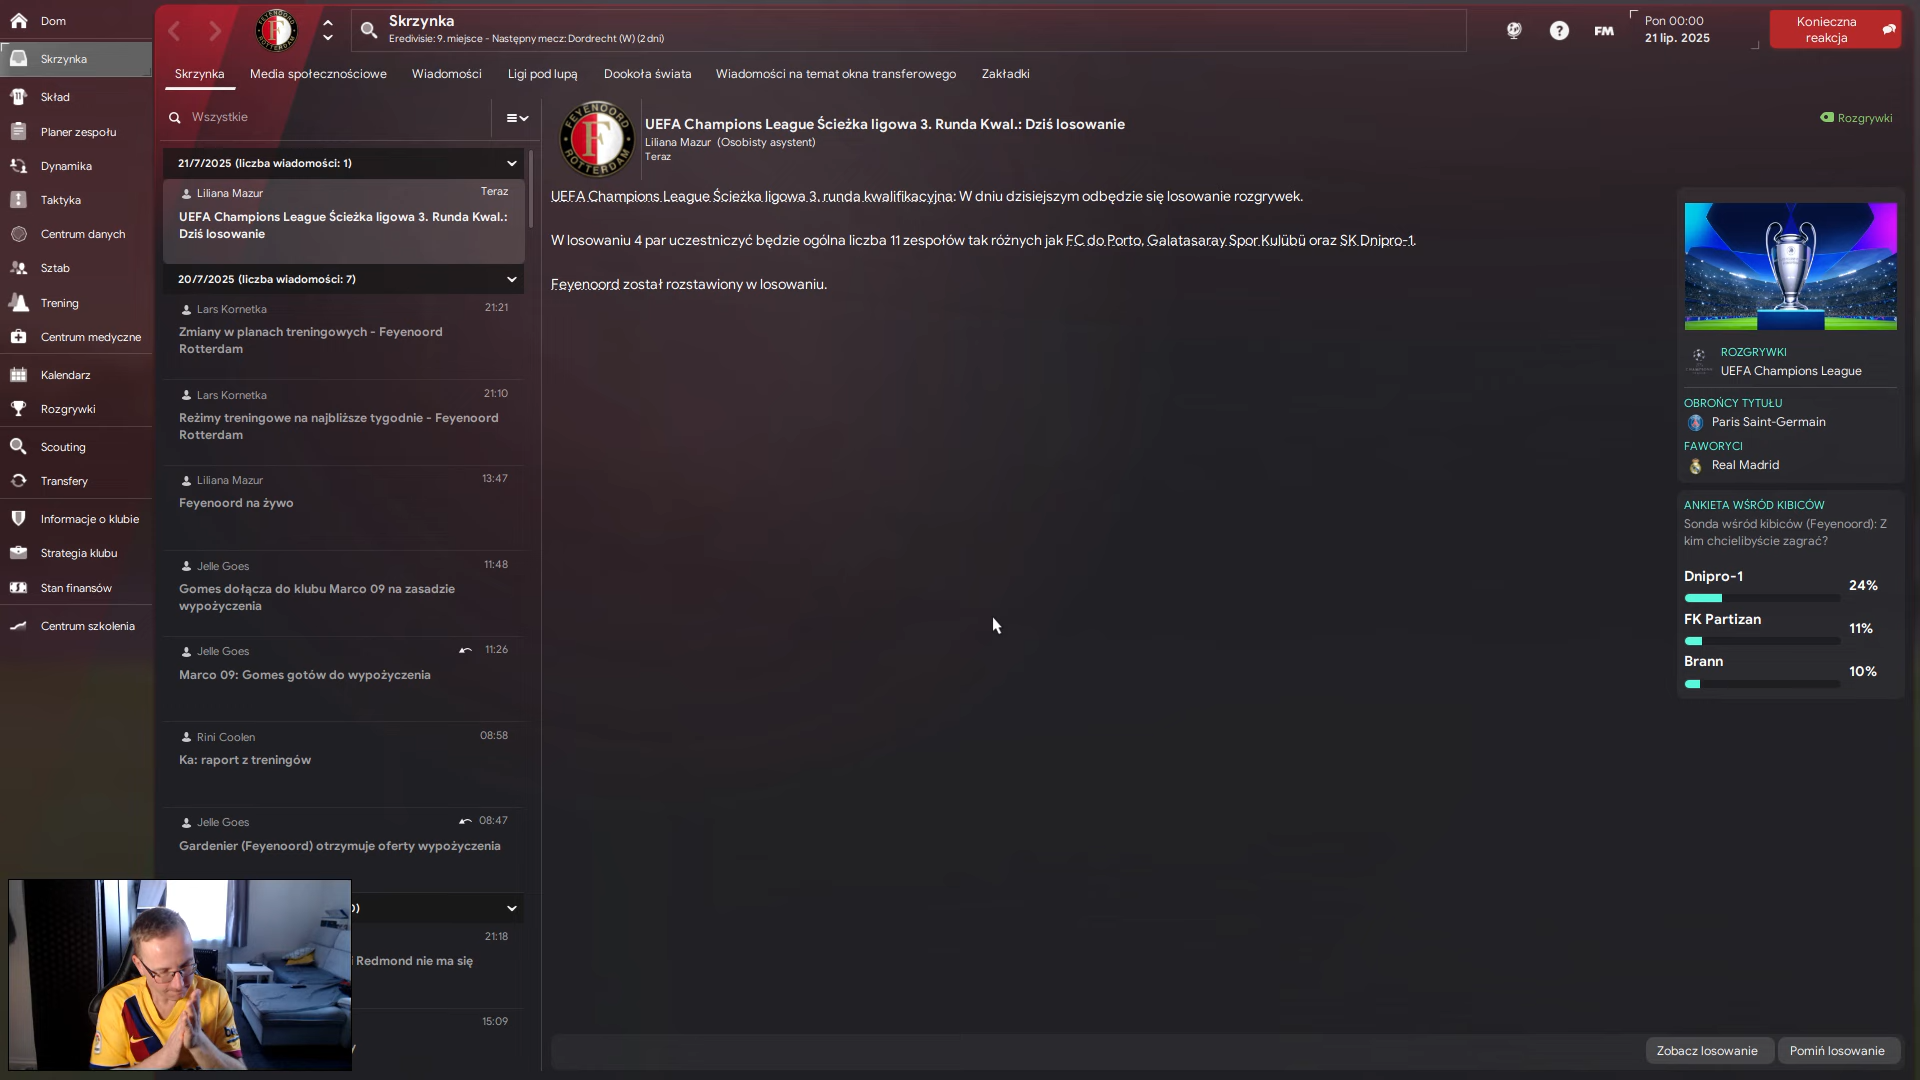 Dom
Skrzynka
Skład
Planer zespołu
Dynamika
Taktyka
Centrum danych
Sztab
Trening
Centrum medyczne
Kalendarz
Rozgrywki
Scouting
Transfery
Informacje o klubie
Strategia klubu
Stan finansów
Centrum szkolenia
Skrzynka
Eredivisie: 9. miejsce - Następny mecz: Dordrecht (W) (2 dni)
FM
Pon 00:00
21 lip. 2025
Konieczna
reakcja
Skrzynka
Media społecznościowe
Wiadomości
Ligi pod lupą
Dookoła świata
Wiadomości na temat okna transferowego
Zakładki
Wszystkie
21/7/2025 (liczba wiadomości: 1)
Liliana Mazur
Teraz
UEFA Champions League Ścieżka ligowa 3. Runda Kwal.:
Dziś losowanie
20/7/2025 (liczba wiadomości: 7)
Lars Kornetka
21:21
Zmiany w planach treningowych - Feyenoord
Rotterdam
Lars Kornetka
21:10
Reżimy treningowe na najbliższe tygodnie - Feyenoord
Rotterdam
Liliana Mazur
13:47
Feyenoord na żywo
Jelle Goes
11:48
Gomes dołącza do klubu Marco 09 na zasadzie
wypożyczenia
Jelle Goes
11:26
Marco 09: Gomes gotów do wypożyczenia
Rini Coolen
08:58
Ka: raport z treningów
Jelle Goes
08:47
Gardenier (Feyenoord) otrzymuje oferty wypożyczenia
21:18
Redmond nie ma się
15:09
FEYENOORD
ROTTERDAM
UEFA Champions League Ścieżka ligowa 3. Runda Kwal.: Dziś losowanie
Liliana Mazur (Osobisty asystent)
Teraz
Rozgrywki
UEFA Champions League Ścieżka ligowa 3. runda kwalifikacyjna: W dniu dzisiejszym odbędzie się losowanie rozgrywek.
W losowaniu 4 par uczestniczyć będzie ogólna liczba 11 zespołów tak różnych jak FC do Porto, Galatasaray Spor Kulübü oraz SK Dnipro-1.
Feyenoord został rozstawiony w losowaniu.
ROZGRYWKI
UEFA Champions League
OBROŃCY TYTUŁU
Paris Saint-Germain
FAWORYCI
Real Madrid
ANKIETA WŚRÓD KIBICÓW
Sonda wśród kibiców (Feyenoord): Z
kim chcielibyście zagrać?
Dnipro-1
24%
FK Partizan
11%
Brann
10%
Zobacz losowanie
Pomiń losowanie